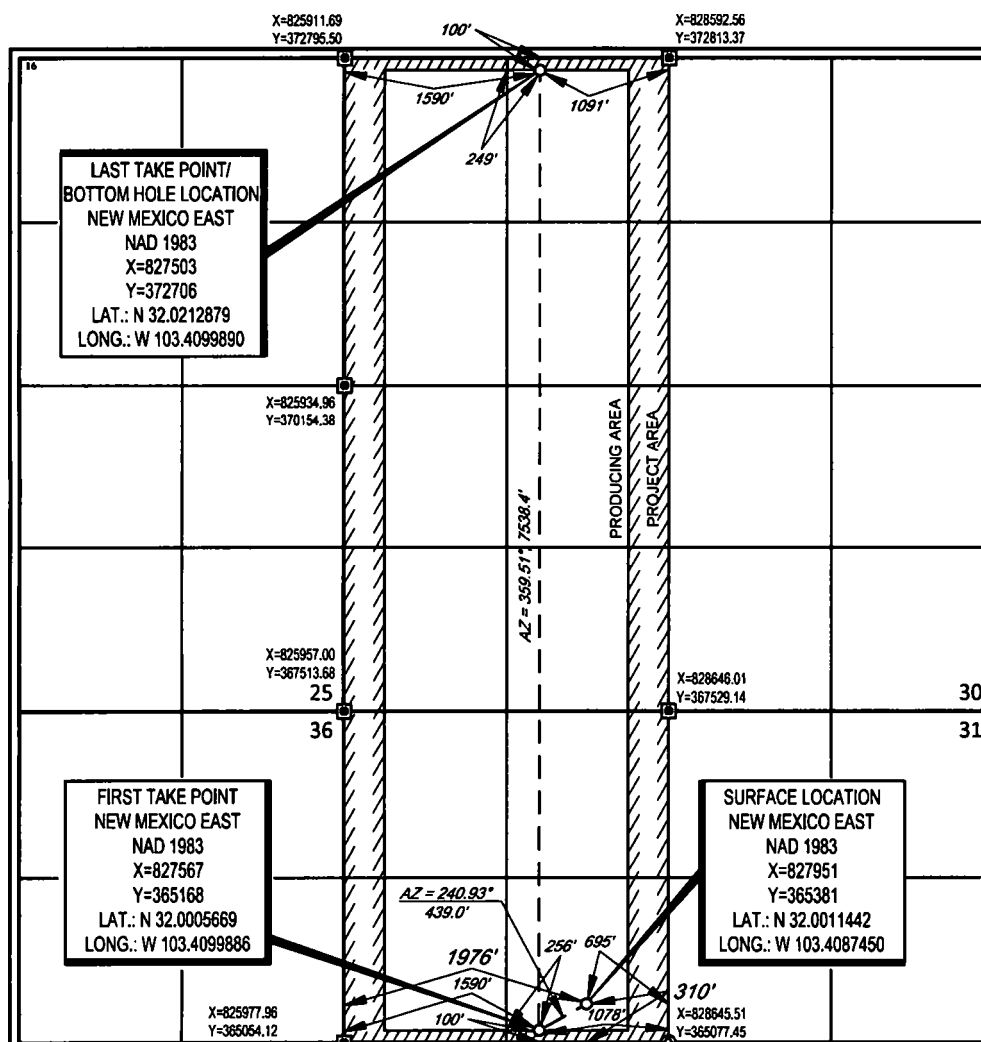 X=825911.69
Y=372795.50
100'
X=828592.56
Y=372813.37
16
1590'
1091'
249'
LAST TAKE POINT/
BOTTOM HOLE LOCATION
NEW MEXICO EAST
NAD 1983
X=827503
Y=372706
LAT.: N 32.0212879
LONG.: W 103.4099890
X=825934.96
Y=370154.38
PRODUCING AREA
PROJECT AREA
AZ = 359.51°, 7538.4'
X=825957.00
Y=367513.68
25
36
X=828646.01
Y=367529.14
30
31
FIRST TAKE POINT
NEW MEXICO EAST
NAD 1983
X=827567
Y=365168
LAT.: N 32.0005669
LONG.: W 103.4099886
SURFACE LOCATION
NEW MEXICO EAST
NAD 1983
X=827951
Y=365381
LAT.: N 32.0011442
LONG.: W 103.4087450
AZ = 240.93°
439.0'
1976'
256'
695'
1590'
310'
100'
1078'
X=825977.96
Y=365054.12
X=828645.51
Y=365077.45